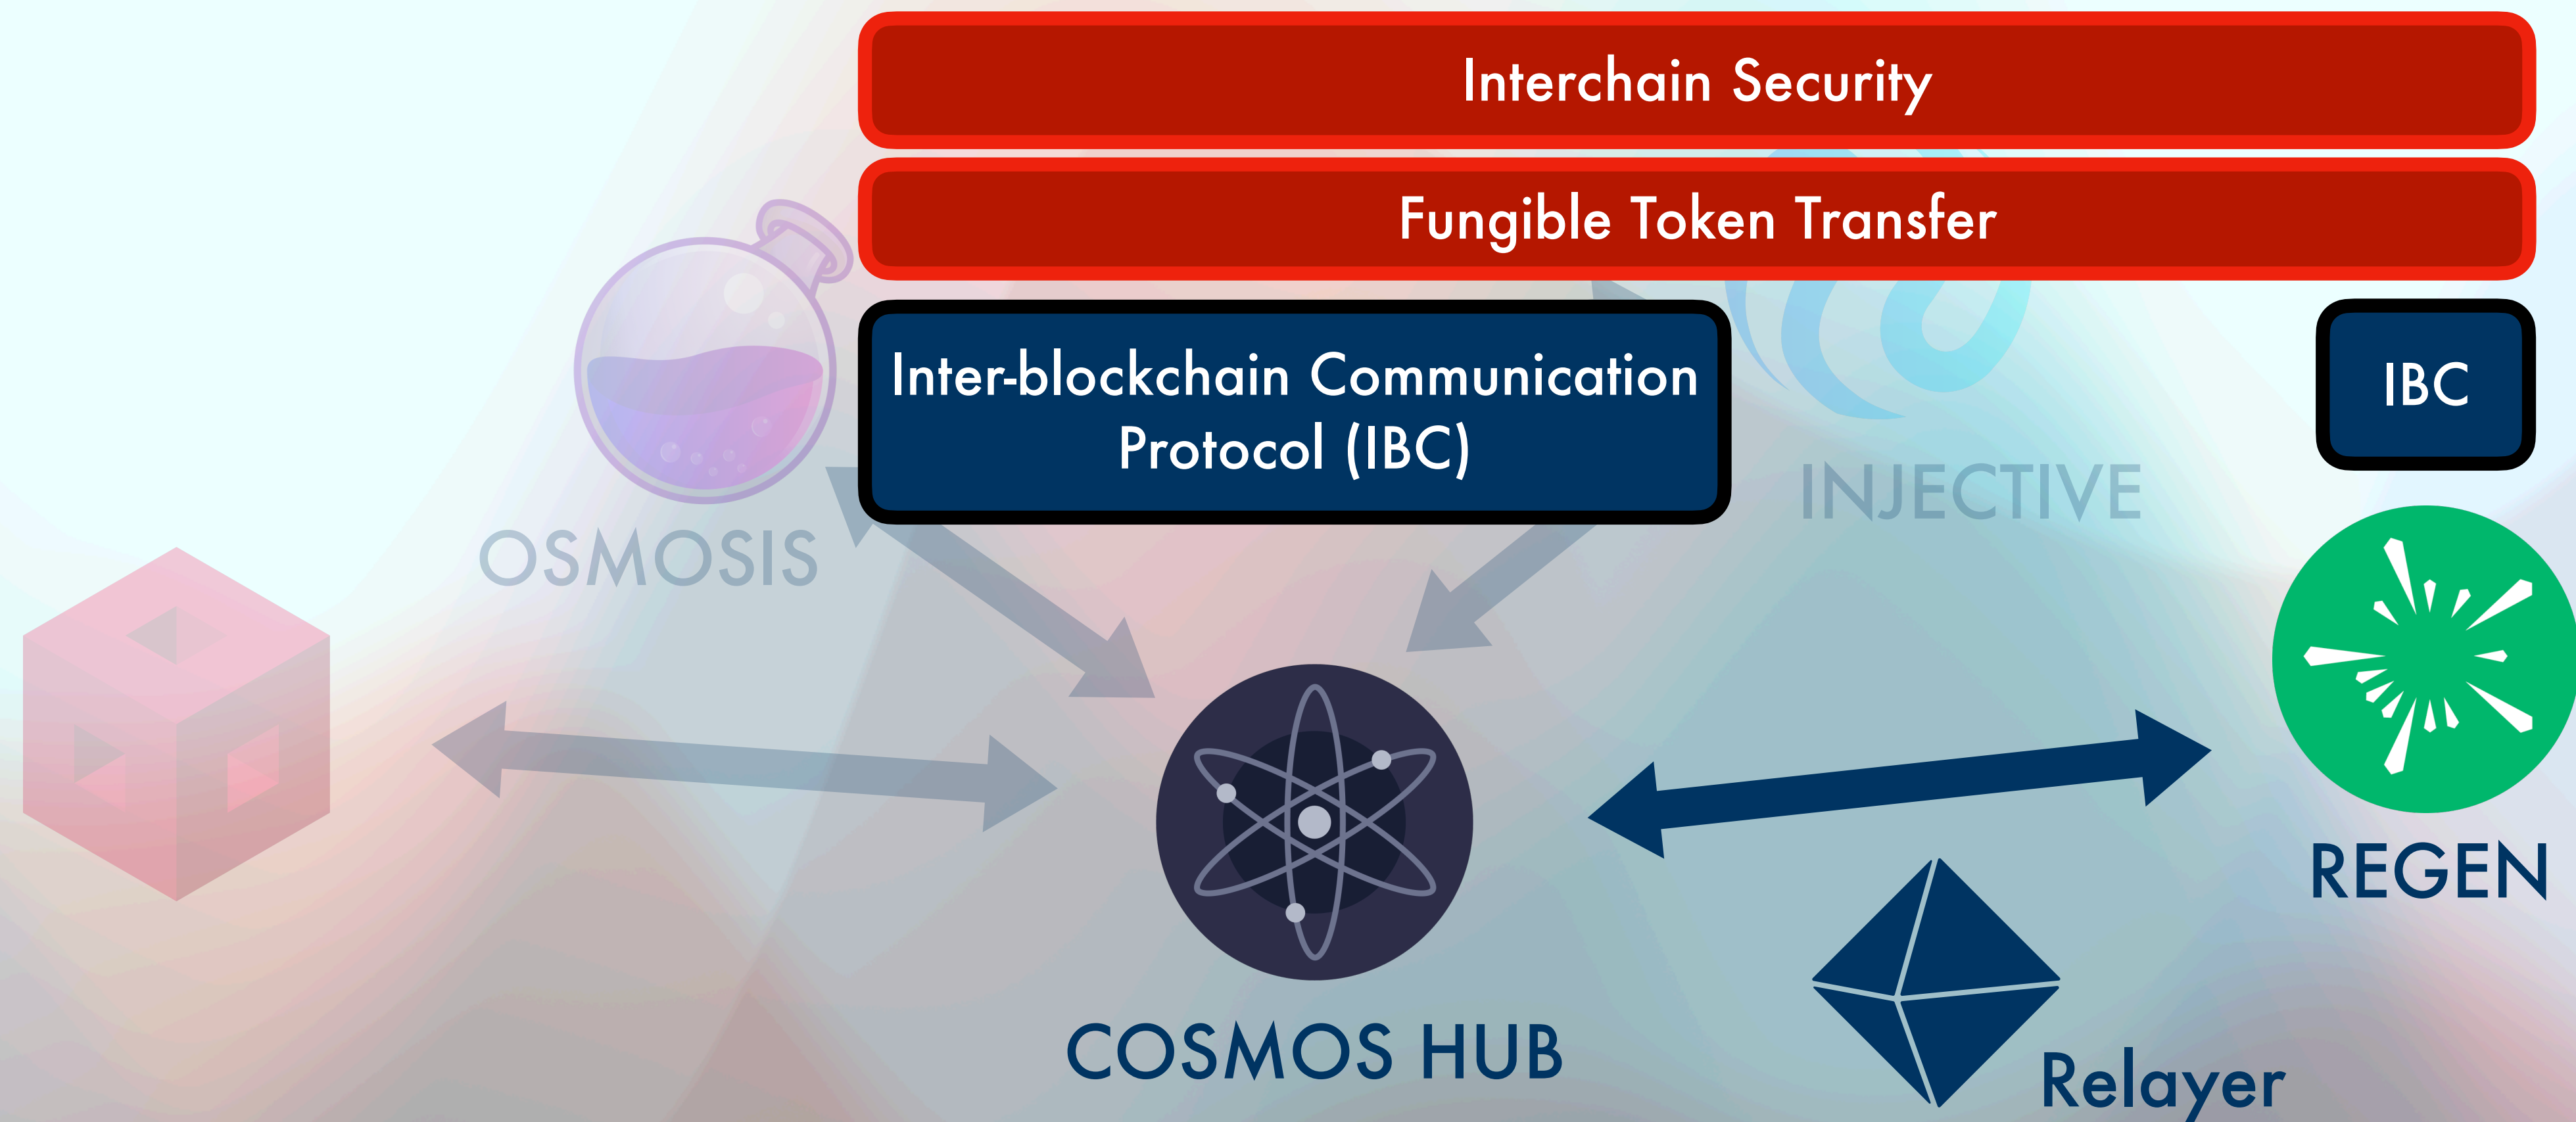 Interchain Security
Fungible Token Transfer
Inter-blockchain Communication
Protocol (IBC)
IBC
INJECTIVE
OSMOSIS
REGEN
COSMOS HUB
Relayer